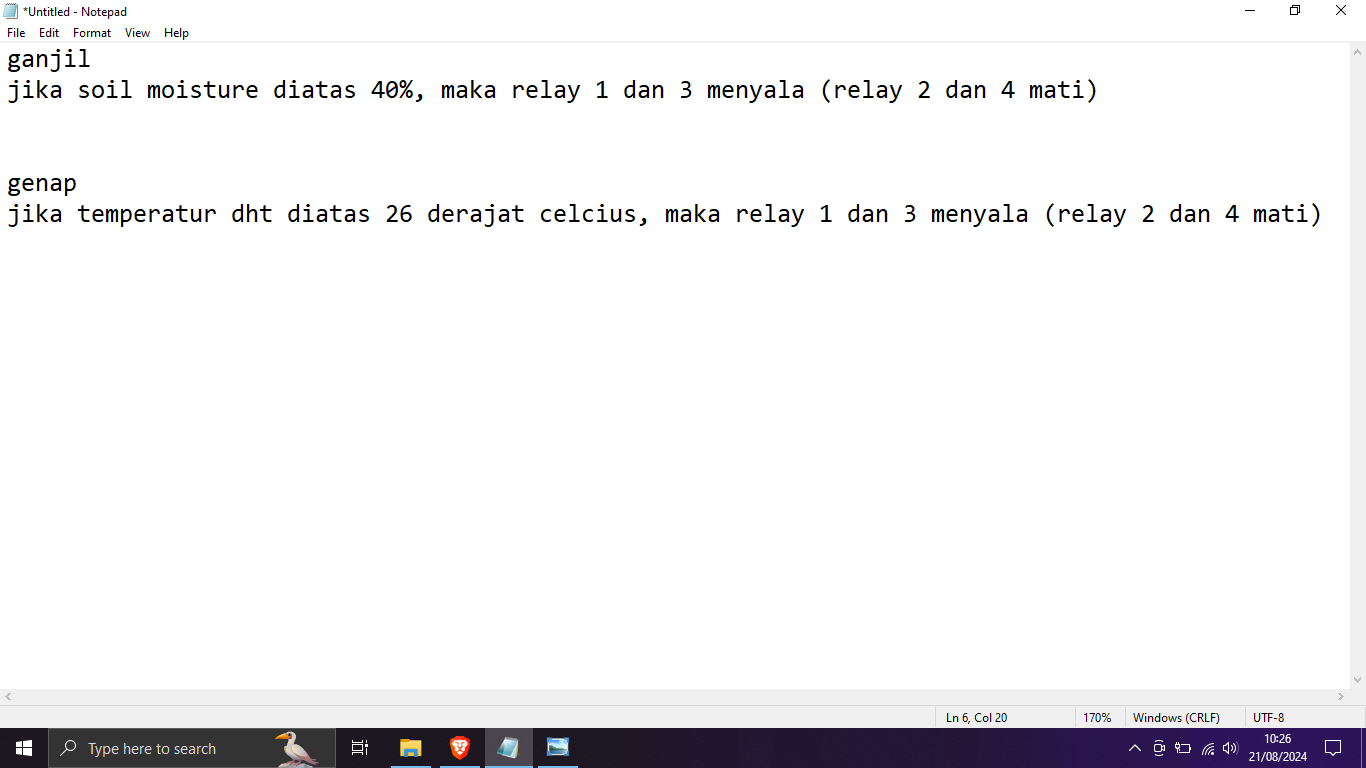 *Untitled - Notepad
File Edit Format View Help
ganjil
jika soil moisture diatas 40%, maka relay 1 dan 3 menyala (relay 2 dan 4 mati)
genap
jika temperatur dht diatas 26 derajat celcius, maka relay 1 dan 3 menyala (relay 2 dan 4 mati)
Ln 6, Col 20 170% Windows (CRLF) UTF-8
Type here to search
10:26
21/08/2024